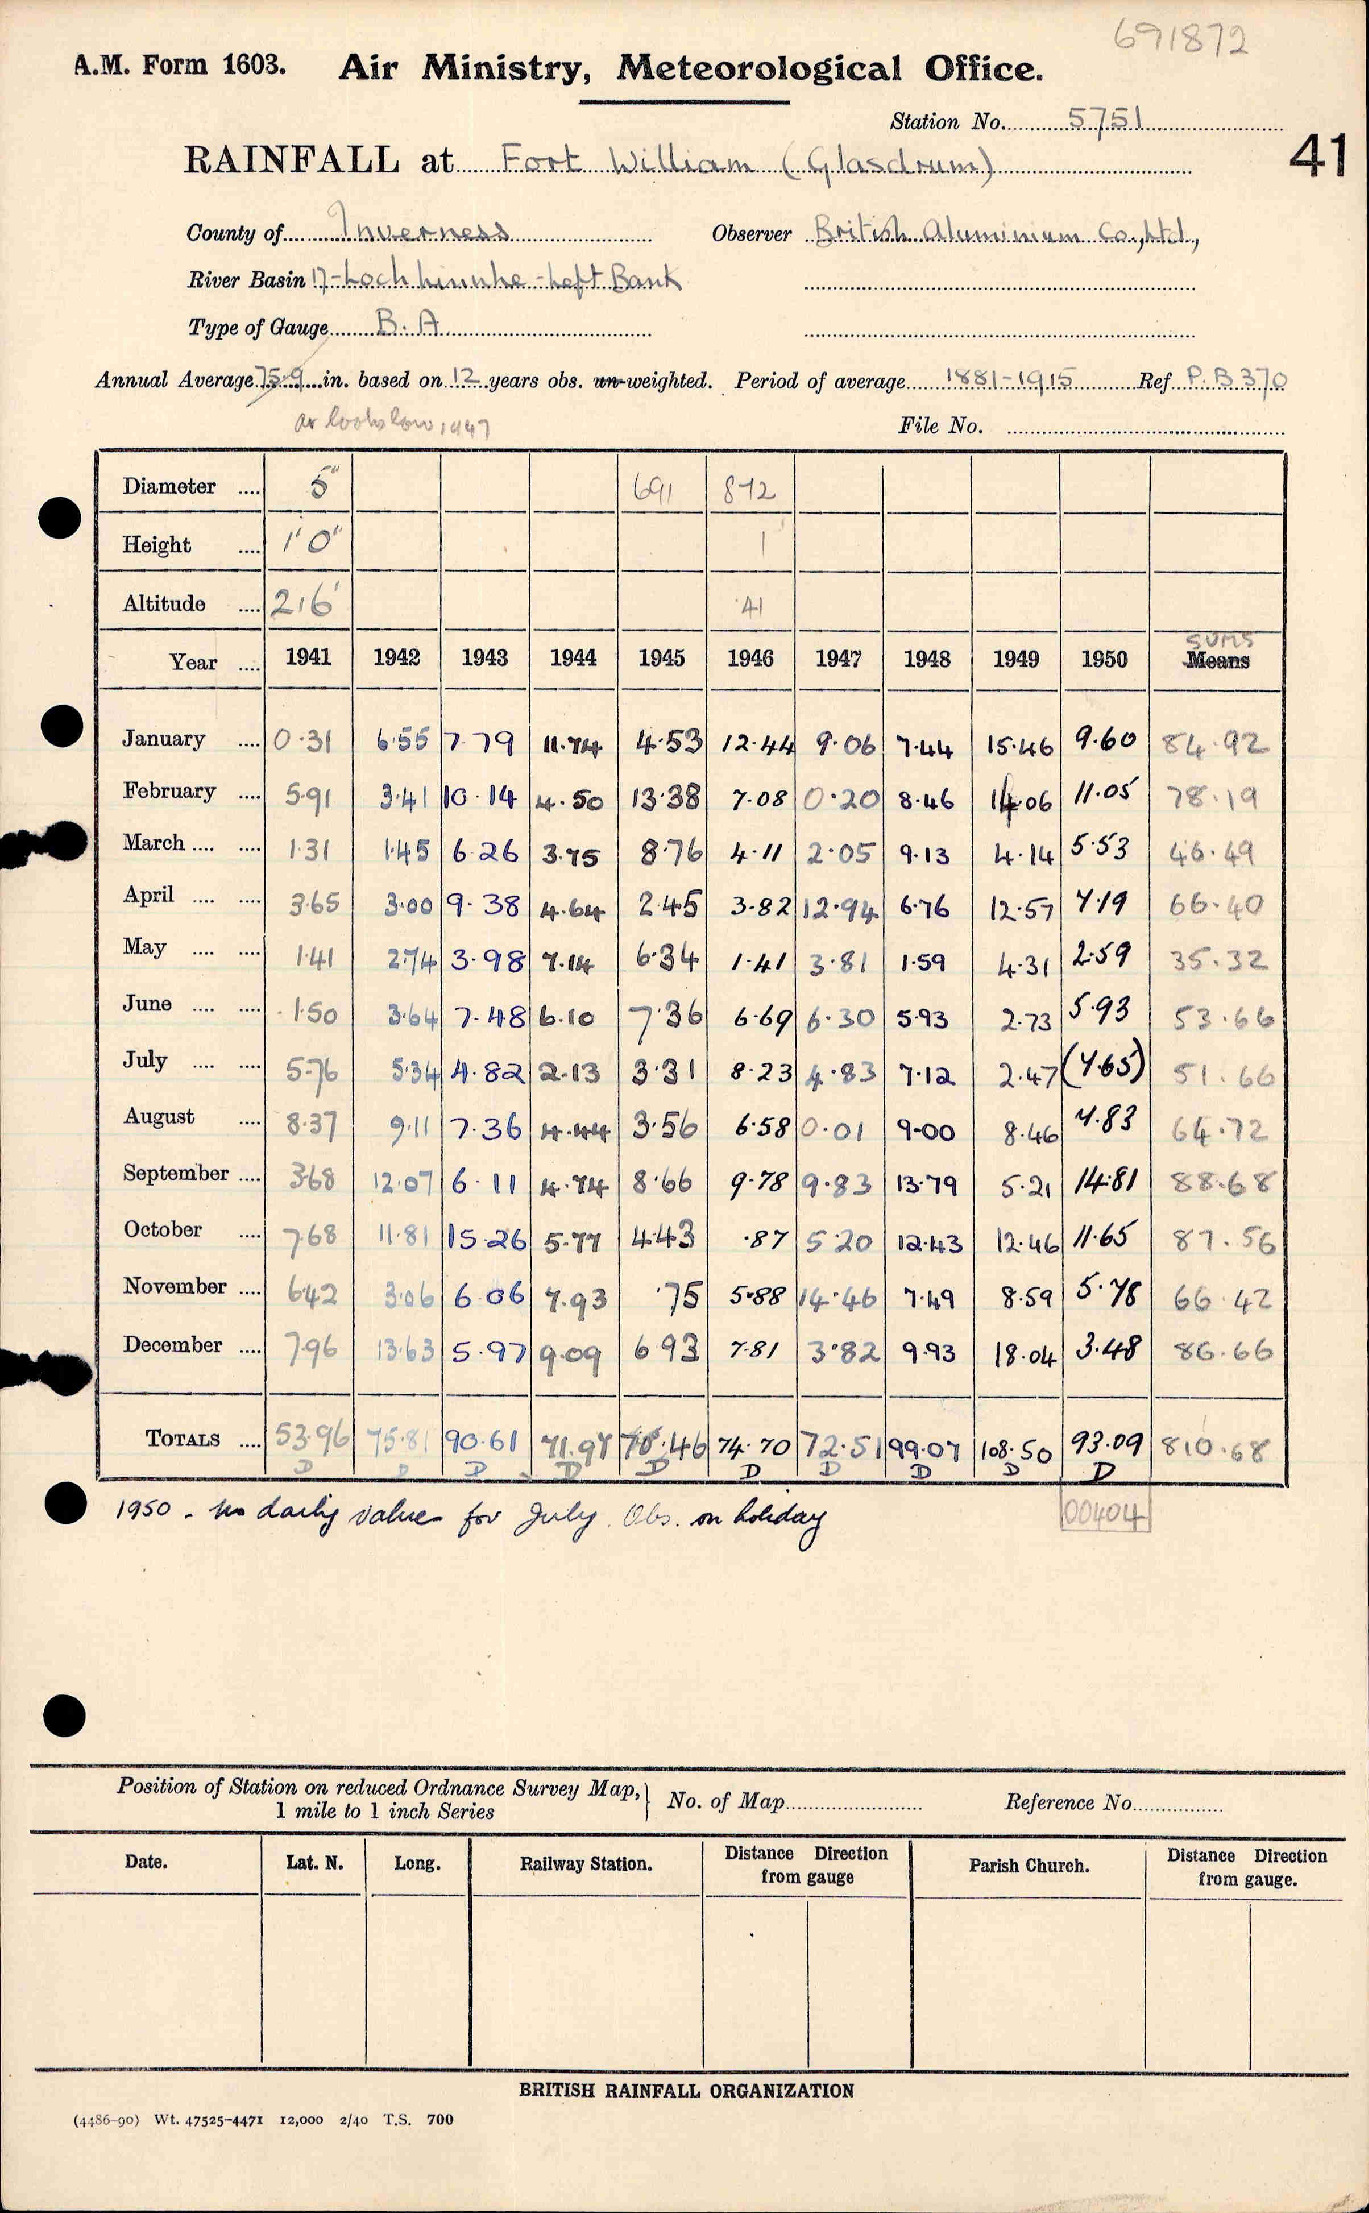 691872
A.M. Form 1603. Air Ministry, Meteorological Office.
Station No. 5751
41
RAINFALL at Fort William (Glasdrum)
County of Inverness Observer British Aluminium Co., Ltd.,
River Basin 17-Loch Linnhe-Left Bank
Type of Gauge B.A
Annual Average 75.9 in. based on 12 years obs. un-weighted. Period of average 1881-1915 Ref P.B 370
av looks low 1947
File No.
Diameter .... 5" 691 872
Height .... 1' 0" 1
Altitude .... 216' 41
SUMS
Year .... 1941 1942 1943 1944 1945 1946 1947 1948 1949 1950 Means
January .... 0.31 6.55 7.79 11.74 4.53 12.44 9.06 7.44 15.46 9.60 84.92
February .... 5.91 3.41 10.14 4.50 13.38 7.08 0.20 8.46 14.06 11.05 78.19
March .... .... 1.31 1.45 6.26 3.75 8.76 4.11 2.05 9.13 4.14 5.53 46.49
April .... .... 3.65 3.00 9.38 4.64 2.45 3.82 12.94 6.76 12.57 7.19 66.40
May .... .... 1.41 2.74 3.98 7.14 6.34 1.41 3.81 1.59 4.31 2.59 35.32
June .... .... 1.50 3.64 7.48 6.10 7.36 6.69 6.30 5.93 2.73 5.93 53.66
July .... .... 5.76 5.34 4.82 2.13 3.31 8.23 4.83 7.12 2.47 (7.65) 51.66
August .... 8.37 9.11 7.36 4.44 3.56 6.58 0.01 9.00 8.46 7.83 64.72
September .... 3.68 12.07 6.11 4.74 8.66 9.78 9.83 13.79 5.21 14.81 88.68
October .... 7.68 11.81 15.26 5.77 4.43 .87 5.20 12.43 12.46 11.65 87.56
November .... 6.42 3.06 6.06 7.93 .75 5.88 14.46 7.49 8.59 5.78 66.42
December .... 7.96 13.63 5.97 9.09 6.93 7.81 3.82 9.93 18.04 3.48 86.66
TOTALS .... 53.96 75.81 90.61 71.97 70.46 74.70 72.51 99.07 108.50 93.09 810.68
D D D D D D D D D D
1950 - no daily values for July. Obs. on holiday
00404
Position of Station on reduced Ordnance Survey Map, 1 mile to 1 inch Series } No. of Map Reference No.
Date. Lat. N. Long. Railway Station. Distance from gauge Direction Parish Church. Distance Direction from gauge.
BRITISH RAINFALL ORGANIZATION
(4486-90) Wt. 47525-4471 12,000 2/40 T.S. 700